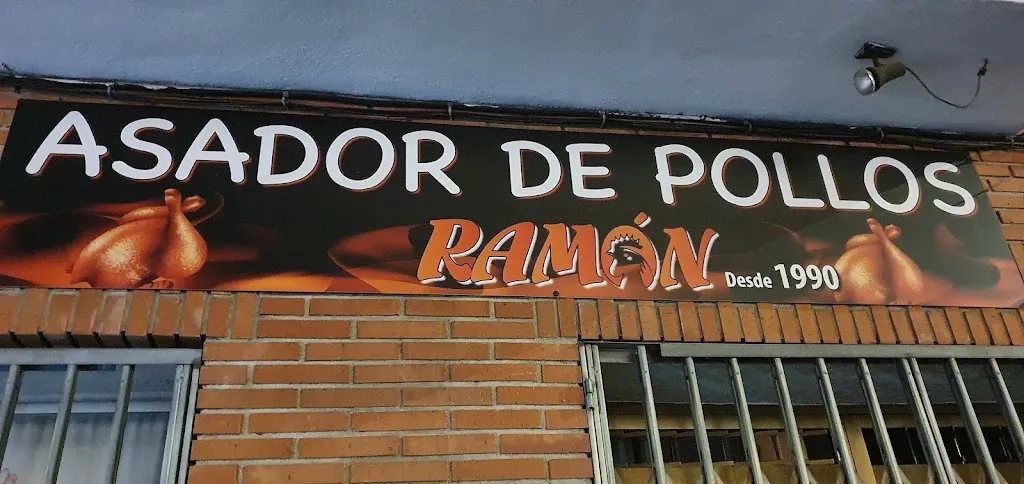 ASADOR DE POLLOS
RAMÓN Desde 1990